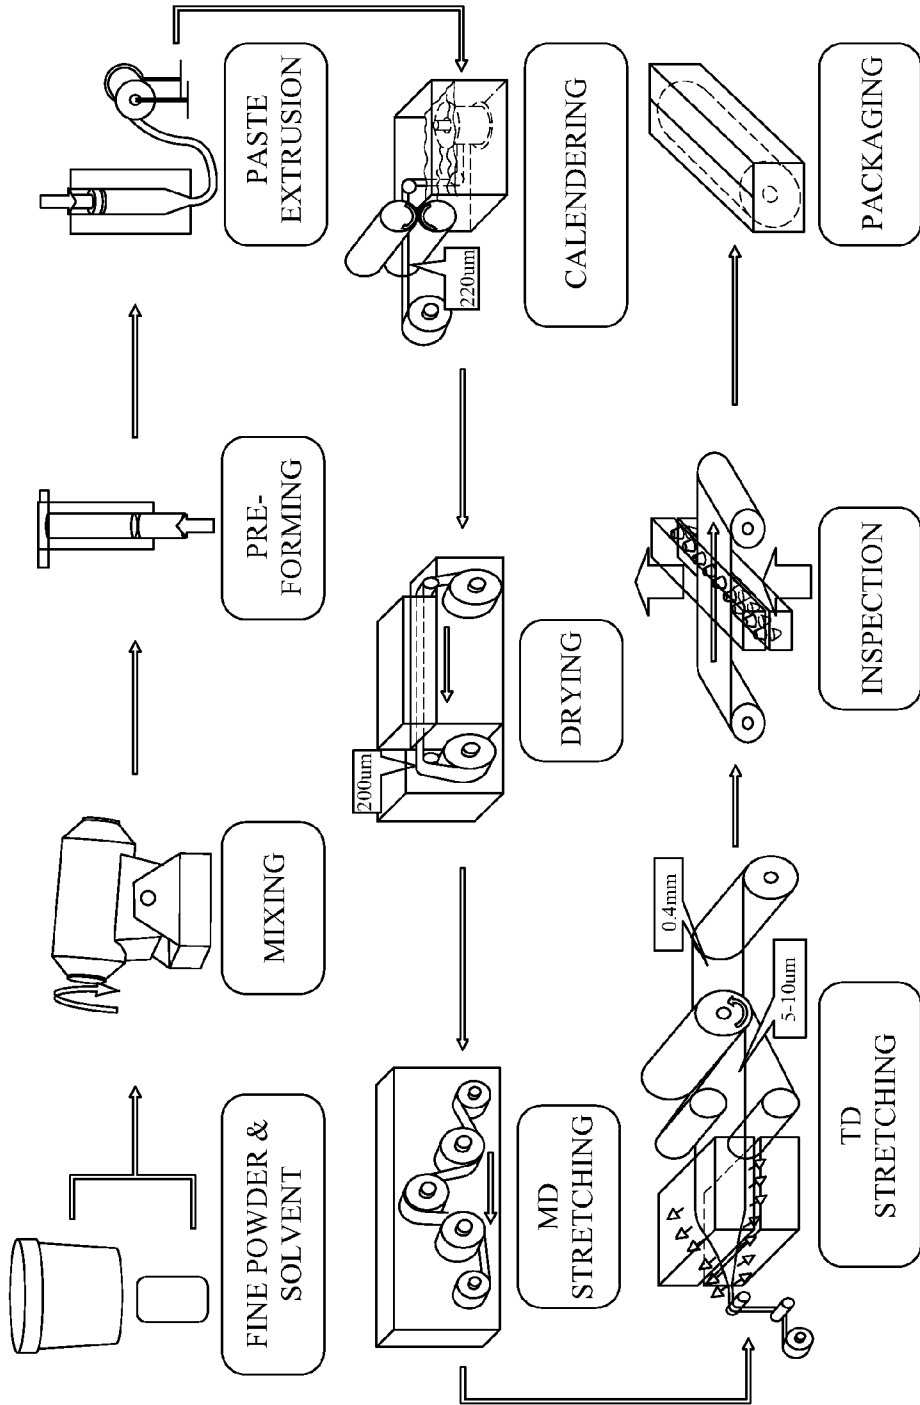 FINE POWDER &
SOLVENT
MIXING
PRE-
FORMING
PASTE
EXTRUSION
MD
STRETCHING
200um
DRYING
220um
CALENDERING
0.4mm
5-10um
TD
STRETCHING
INSPECTION
PACKAGING